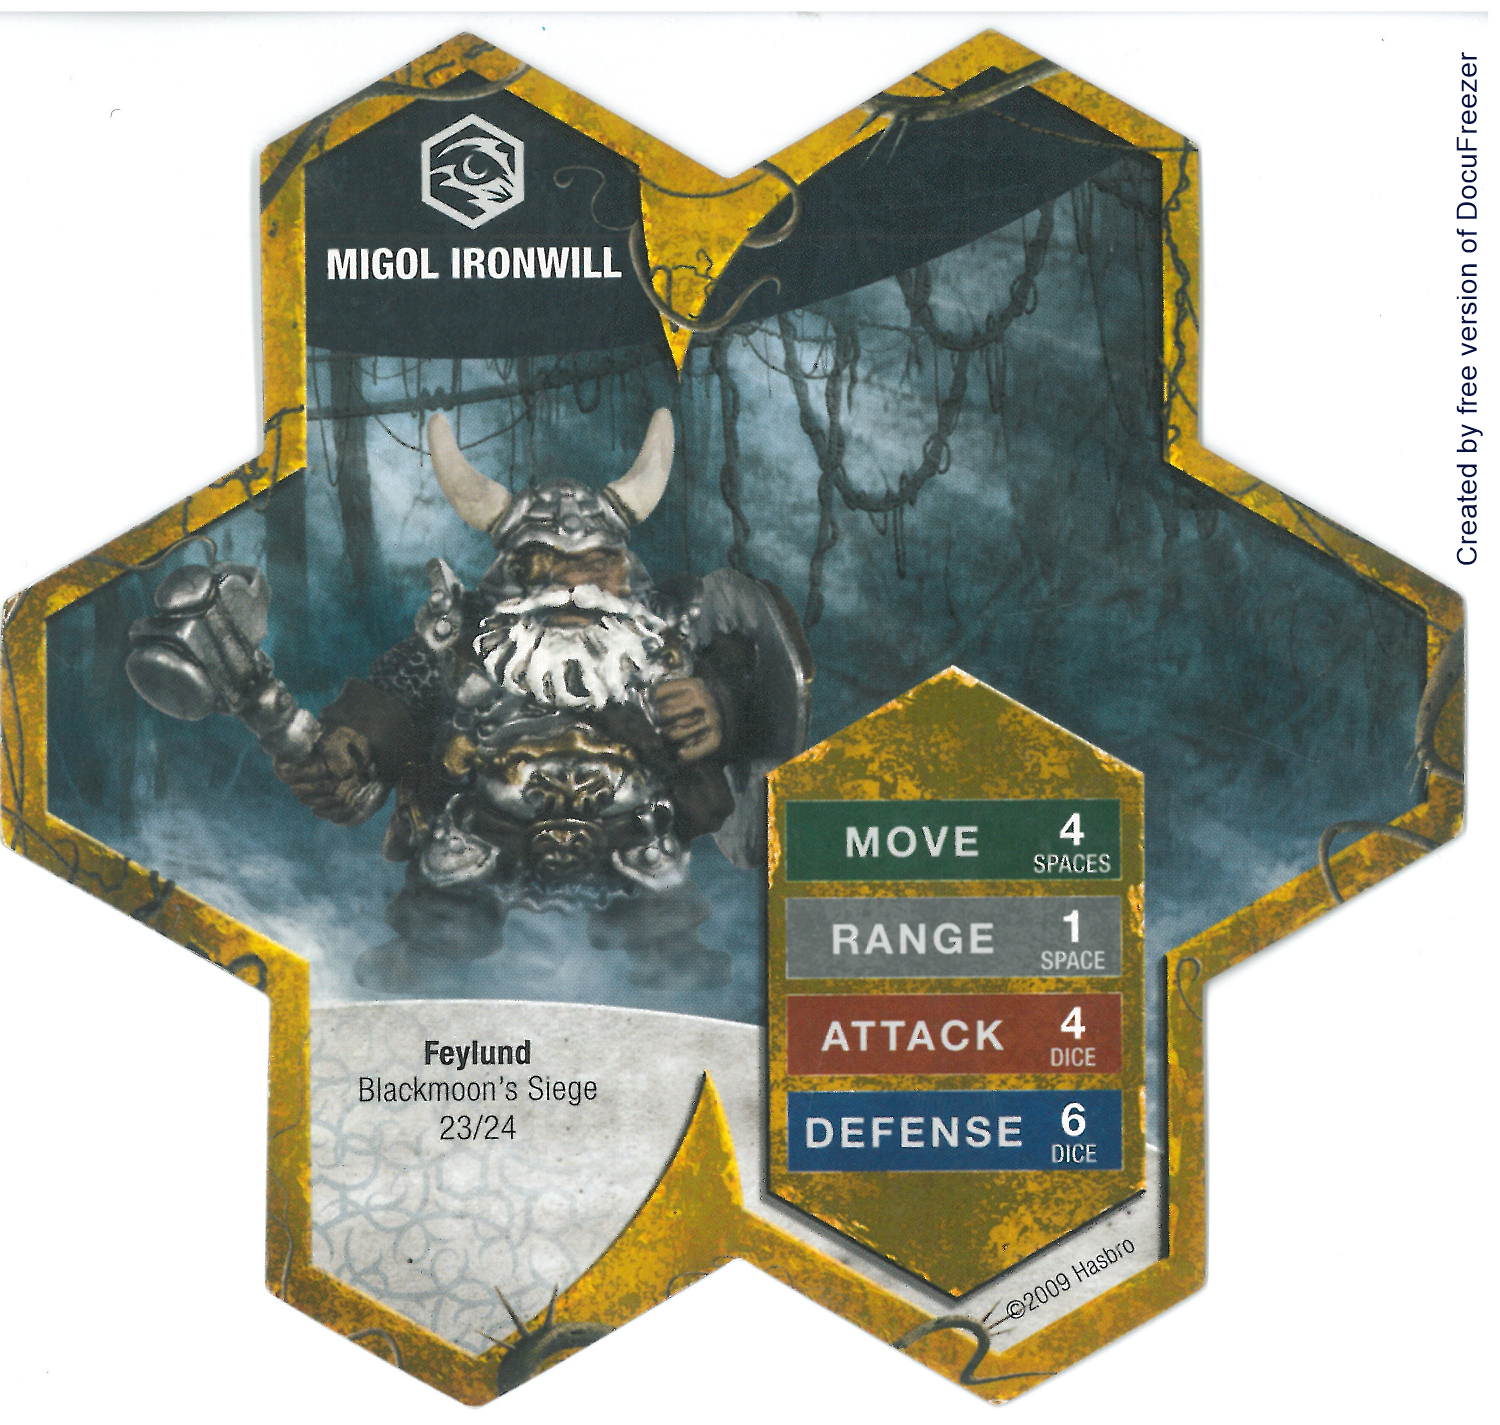 MIGOL IRONWILL
MOVE 4
SPACES
RANGE 1
SPACE
ATTACK 4
DICE
DEFENSE 6
DICE
Feylund
Blackmoon's Siege
23/24
©2009 Hasbro
Created by free version of DocuFreezer